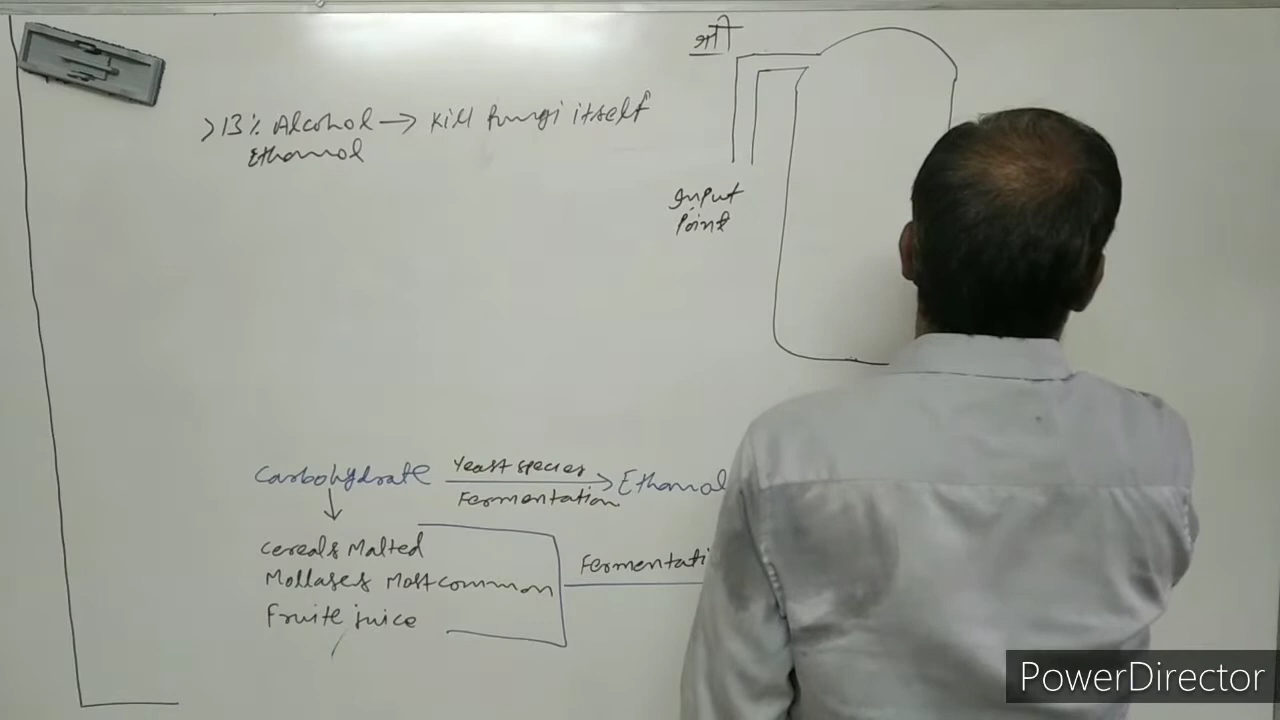 श्री
>13% Alcohol → Kill fungi itself
Ethanol
Input
Point
Carbohydrate Yeast species → Ethanol
Fermentation
↓
Cereals Malted
Mollases Most common
Fruite juice
Fermentati
PowerDirector